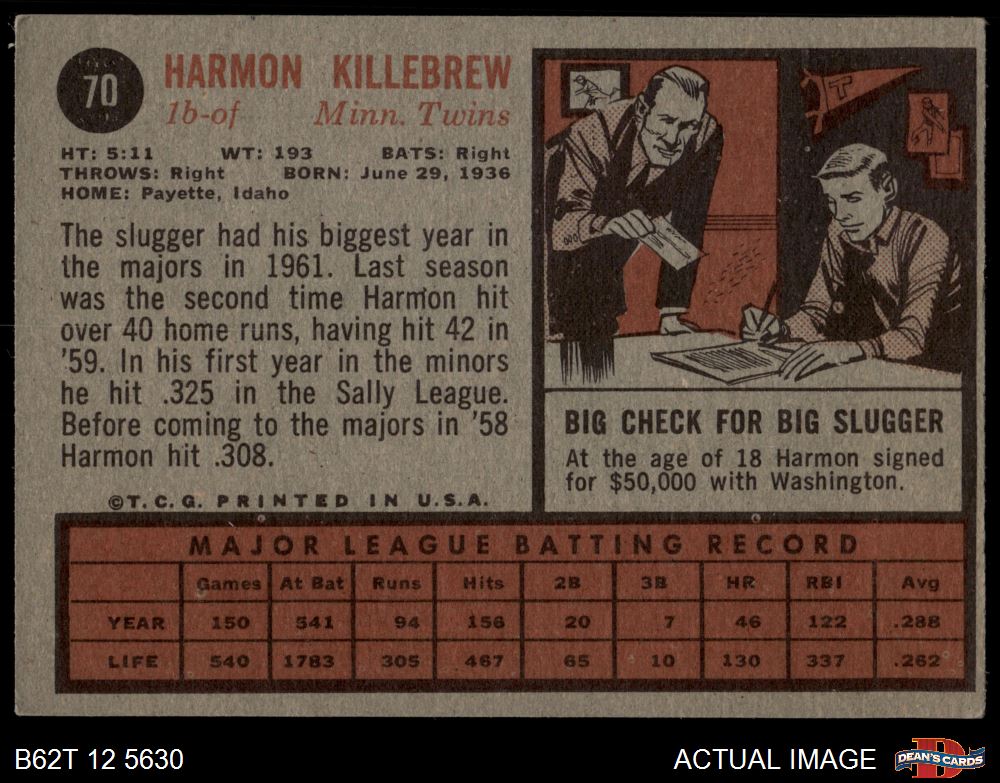 70
HARMON KILLEBREW
1b-of Minn. Twins
HT: 5:11 WT: 193 BATS: Right
THROWS: Right BORN: June 29, 1936
HOME: Payette, Idaho
The slugger had his biggest year in
the majors in 1961. Last season
was the second time Harmon hit
over 40 home runs, having hit 42 in
'59. In his first year in the minors
he hit .325 in the Sally League.
Before coming to the majors in '58
Harmon hit .308.
©T.C.G. PRINTED IN U.S.A.
T
BIG CHECK FOR BIG SLUGGER
At the age of 18 Harmon signed
for $50,000 with Washington.
MAJOR LEAGUE BATTING RECORD
Games At Bat Runs Hits 2B 3B HR RBI Avg
YEAR 150 541 94 156 20 7 46 122 .288
LIFE 540 1783 305 467 65 10 130 337 .262
B62T 12 5630
ACTUAL IMAGE
D
DEAN'S CARDS